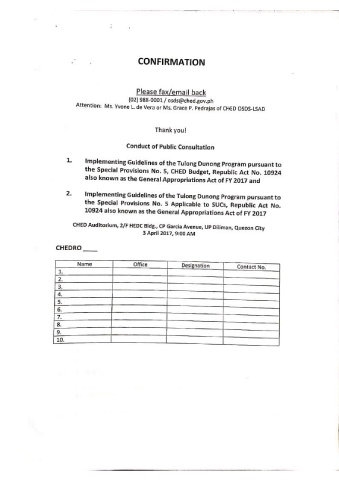 CONFIRMATION
Please fax/email back
(02) 988-0001 / osds@ched.gov.ph
Attention: Ms. Yvone L. de Vera or Ms. Grace P. Pedrajas of CHED OSDS-LSAD
Thank you!
Conduct of Public Consultation
1. Implementing Guidelines of the Tulong Dunong Program pursuant to
the Special Provisions No. 5, CHED Budget, Republic Act No. 10924
also known as the General Appropriations Act of FY 2017 and
2. Implementing Guidelines of the Tulong Dunong Program pursuant to
the Special Provisions No. 5 Applicable to SUCs, Republic Act No.
10924 also known as the General Appropriations Act of FY 2017
CHED Auditorium, 2/F HEDC Bldg., CP Garcia Avenue, UP Diliman, Quezon City
3 April 2017, 9:00 AM
CHEDRO ____
Name Office Designation Contact No.
1.
2.
3.
4.
5.
6.
7.
8.
9.
10.